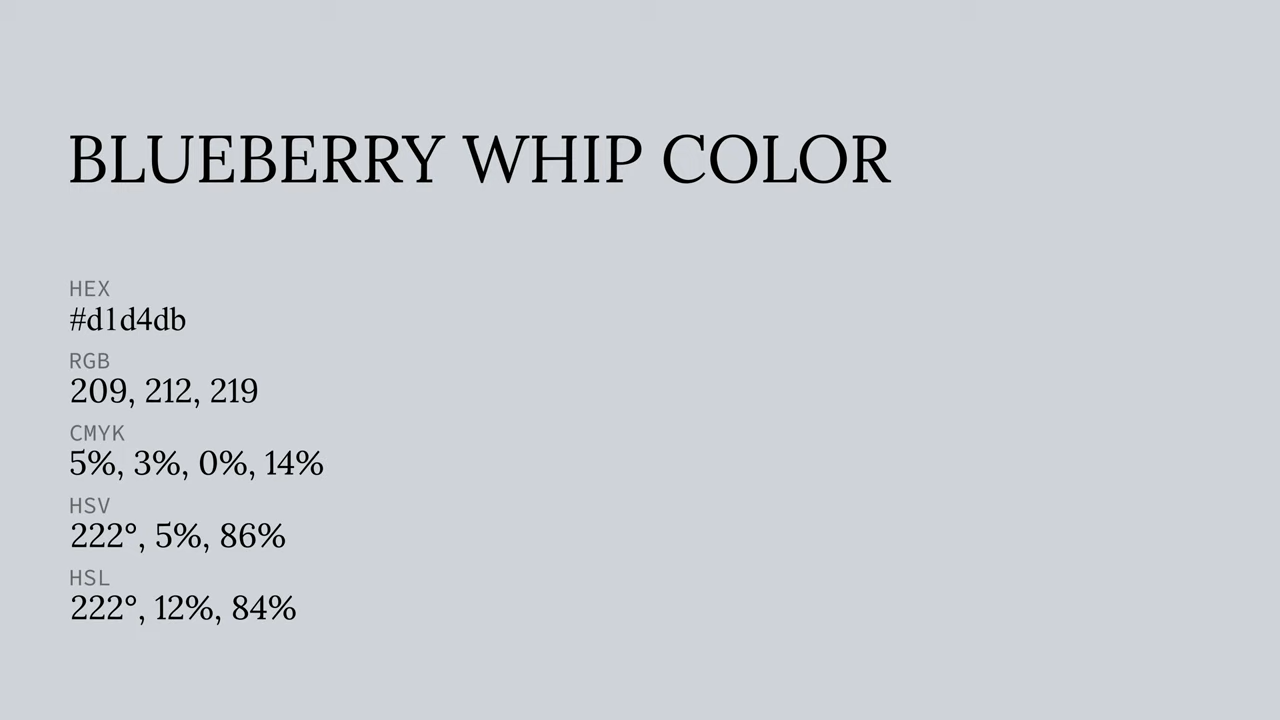 BLUEBERRY WHIP COLOR
HEX
#d1d4db
RGB
209, 212, 219
CMYK
5%, 3%, 0%, 14%
HSV
222°, 5%, 86%
HSL
222°, 12%, 84%